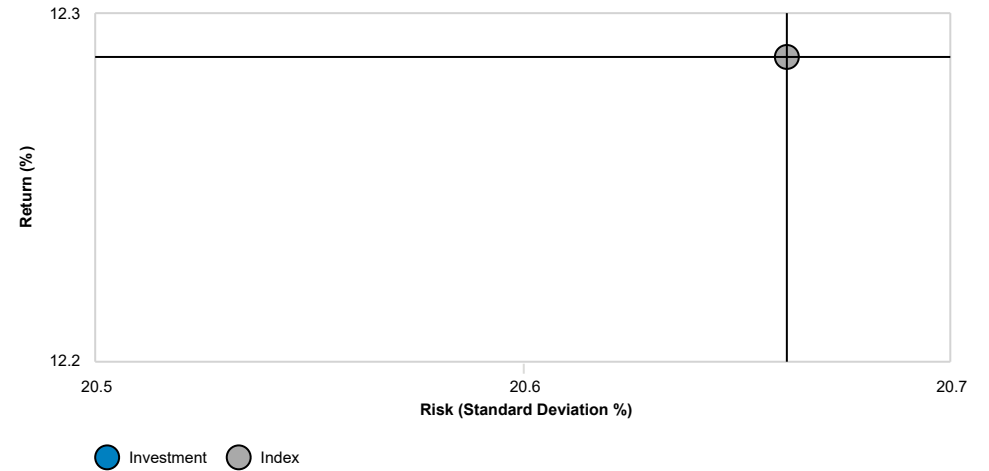 12.3
Return (%)
12.2
20.5
20.6
20.7
Risk (Standard Deviation %)
Investment
Index